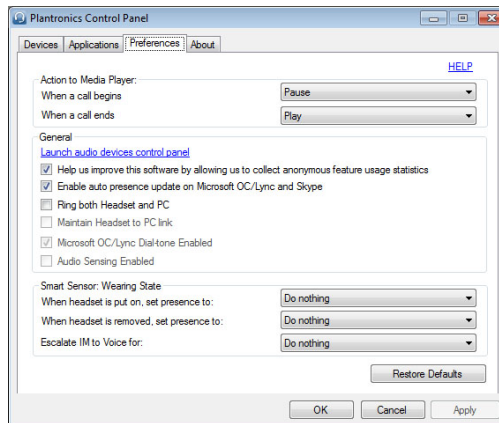 Plantronics Control Panel
Devices Applications Preferences About
HELP
Action to Media Player:
When a call begins Pause
When a call ends Play
General
Launch audio devices control panel
Help us improve this software by allowing us to collect anonymous feature usage statistics
Enable auto presence update on Microsoft OC/Lync and Skype
Ring both Headset and PC
Maintain Headset to PC link
Microsoft OC/Lync Dial-tone Enabled
Audio Sensing Enabled
Smart Sensor: Wearing State
When headset is put on, set presence to: Do nothing
When headset is removed, set presence to: Do nothing
Escalate IM to Voice for: Do nothing
Restore Defaults
OK Cancel Apply